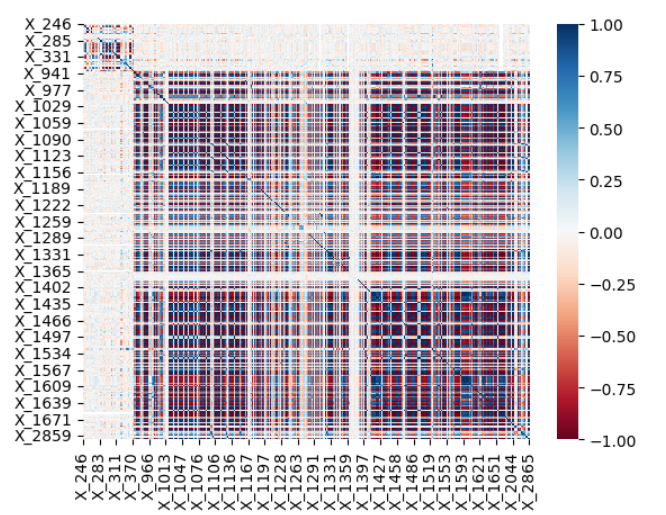 X_246
X_285
X_331
X_941
X_977
X_1029
X_1059
X_1090
X_1123
X_1156
X_1189
X_1222
X_1259
X_1289
X_1331
X_1365
X_1402
X_1435
X_1466
X_1497
X_1534
X_1567
X_1609
X_1639
X_1671
X_2859
X_246
X_283
X_311
X_370
X_966
X_1013
X_1047
X_1076
X_1106
X_1136
X_1167
X_1197
X_1228
X_1263
X_1291
X_1331
X_1359
X_1397
X_1427
X_1458
X_1486
X_1519
X_1553
X_1593
X_1621
X_1651
X_2044
X_2865
1.00
0.75
0.50
0.25
0.00
−0.25
−0.50
−0.75
−1.00